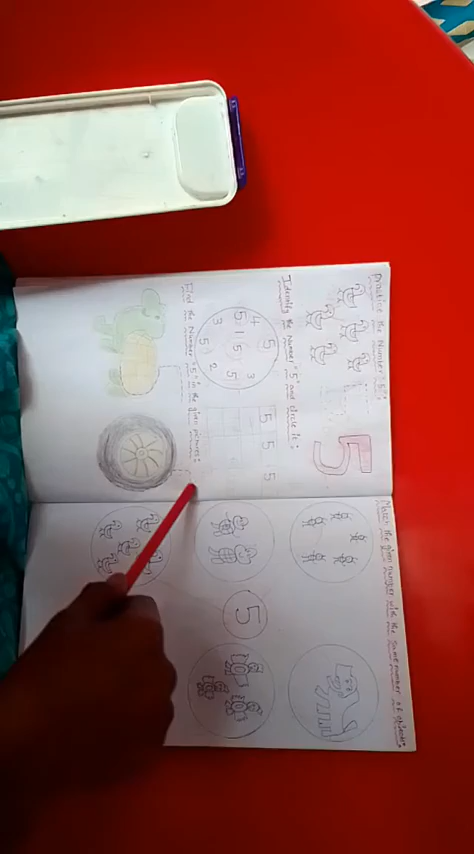 Practice the Number "5":
5
Identify the number "5" and circle it:
4 5
5 1 5 3
3 5 2 5
5 5 5
Find the Number "5" in the given picture:
Match the given number with the same number of objects:
5